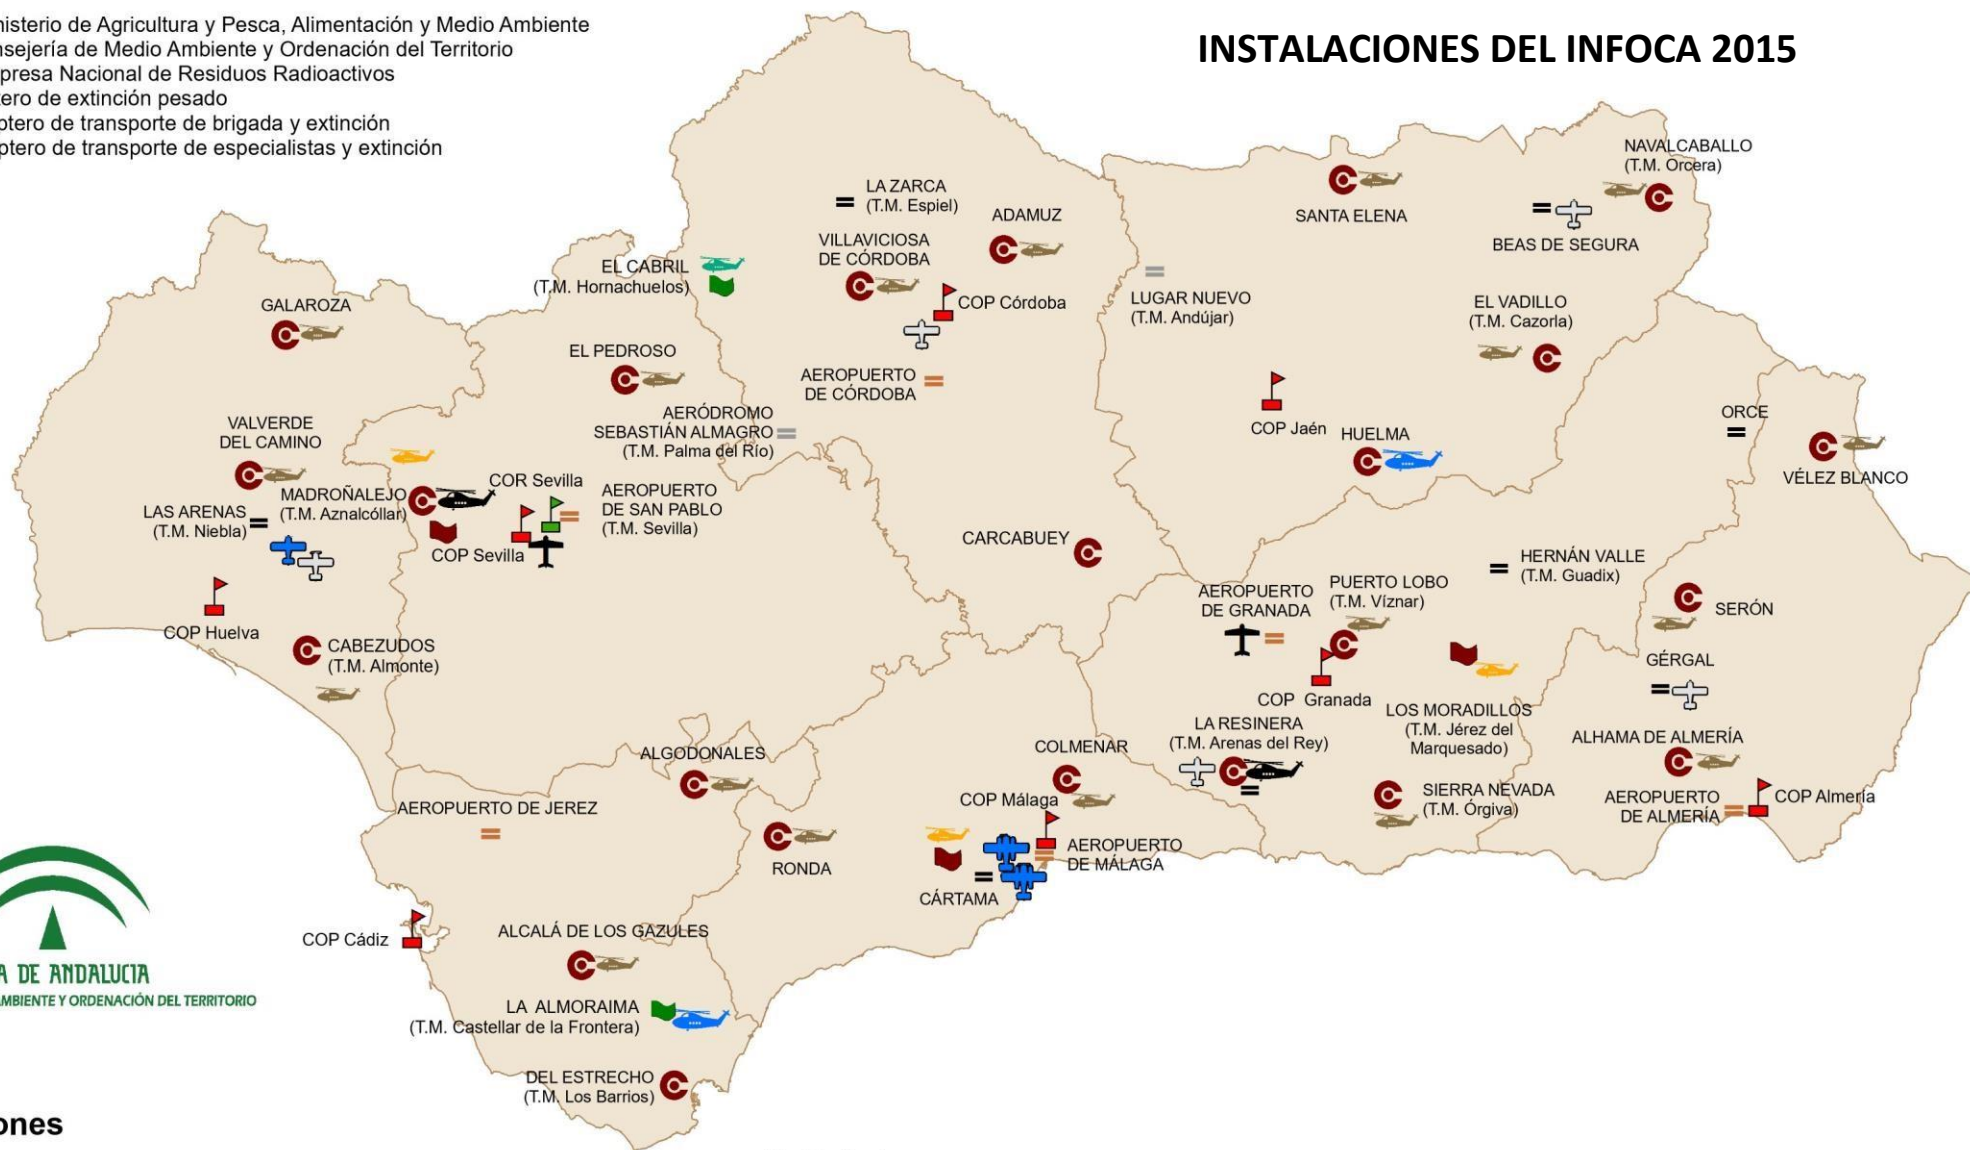 nisterio de Agricultura y Pesca, Alimentación y Medio Ambiente
nsejería de Medio Ambiente y Ordenación del Territorio
presa Nacional de Residuos Radioactivos
tero de extinción pesado
ptero de transporte de brigada y extinción
ptero de transporte de especialistas y extinción
INSTALACIONES DEL INFOCA 2015
NAVALCABALLO
(T.M. Orcera)
LA ZARCA
(T.M. Espiel)
ADAMUZ
SANTA ELENA
BEAS DE SEGURA
VILLAVICIOSA
DE CÓRDOBA
EL CABRIL
(T.M. Hornachuelos)
GALAROZA
COP Córdoba
LUGAR NUEVO
(T.M. Andújar)
EL VADILLO
(T.M. Cazorla)
EL PEDROSO
AEROPUERTO
DE CÓRDOBA
AERÓDROMO
SEBASTIÁN ALMAGRO
(T.M. Palma del Río)
ORCE
VALVERDE
DEL CAMINO
COP Jaén
HUELMA
VÉLEZ BLANCO
COR Sevilla
MADROÑALEJO
(T.M. Aznalcóllar)
AEROPUERTO
DE SAN PABLO
(T.M. Sevilla)
LAS ARENAS
(T.M. Niebla)
COP Sevilla
CARCABUEY
HERNÁN VALLE
(T.M. Guadix)
AEROPUERTO
DE GRANADA
PUERTO LOBO
(T.M. Víznar)
SERÓN
COP Huelva
CABEZUDOS
(T.M. Almonte)
GÉRGAL
COP Granada
LOS MORADILLOS
(T.M. Jérez del
Marquesado)
LA RESINERA
(T.M. Arenas del Rey)
ALHAMA DE ALMERÍA
COLMENAR
ALGODONALES
COP Málaga
SIERRA NEVADA
(T.M. Órgiva)
AEROPUERTO
DE ALMERÍA
COP Almería
AEROPUERTO DE JEREZ
RONDA
AEROPUERTO
DE MÁLAGA
CÁRTAMA
COP Cádiz
ALCALÁ DE LOS GAZULES
A DE ANDALUCIA
AMBIENTE Y ORDENACIÓN DEL TERRITORIO
LA ALMORAIMA
(T.M. Castellar de la Frontera)
DEL ESTRECHO
(T.M. Los Barrios)
ones